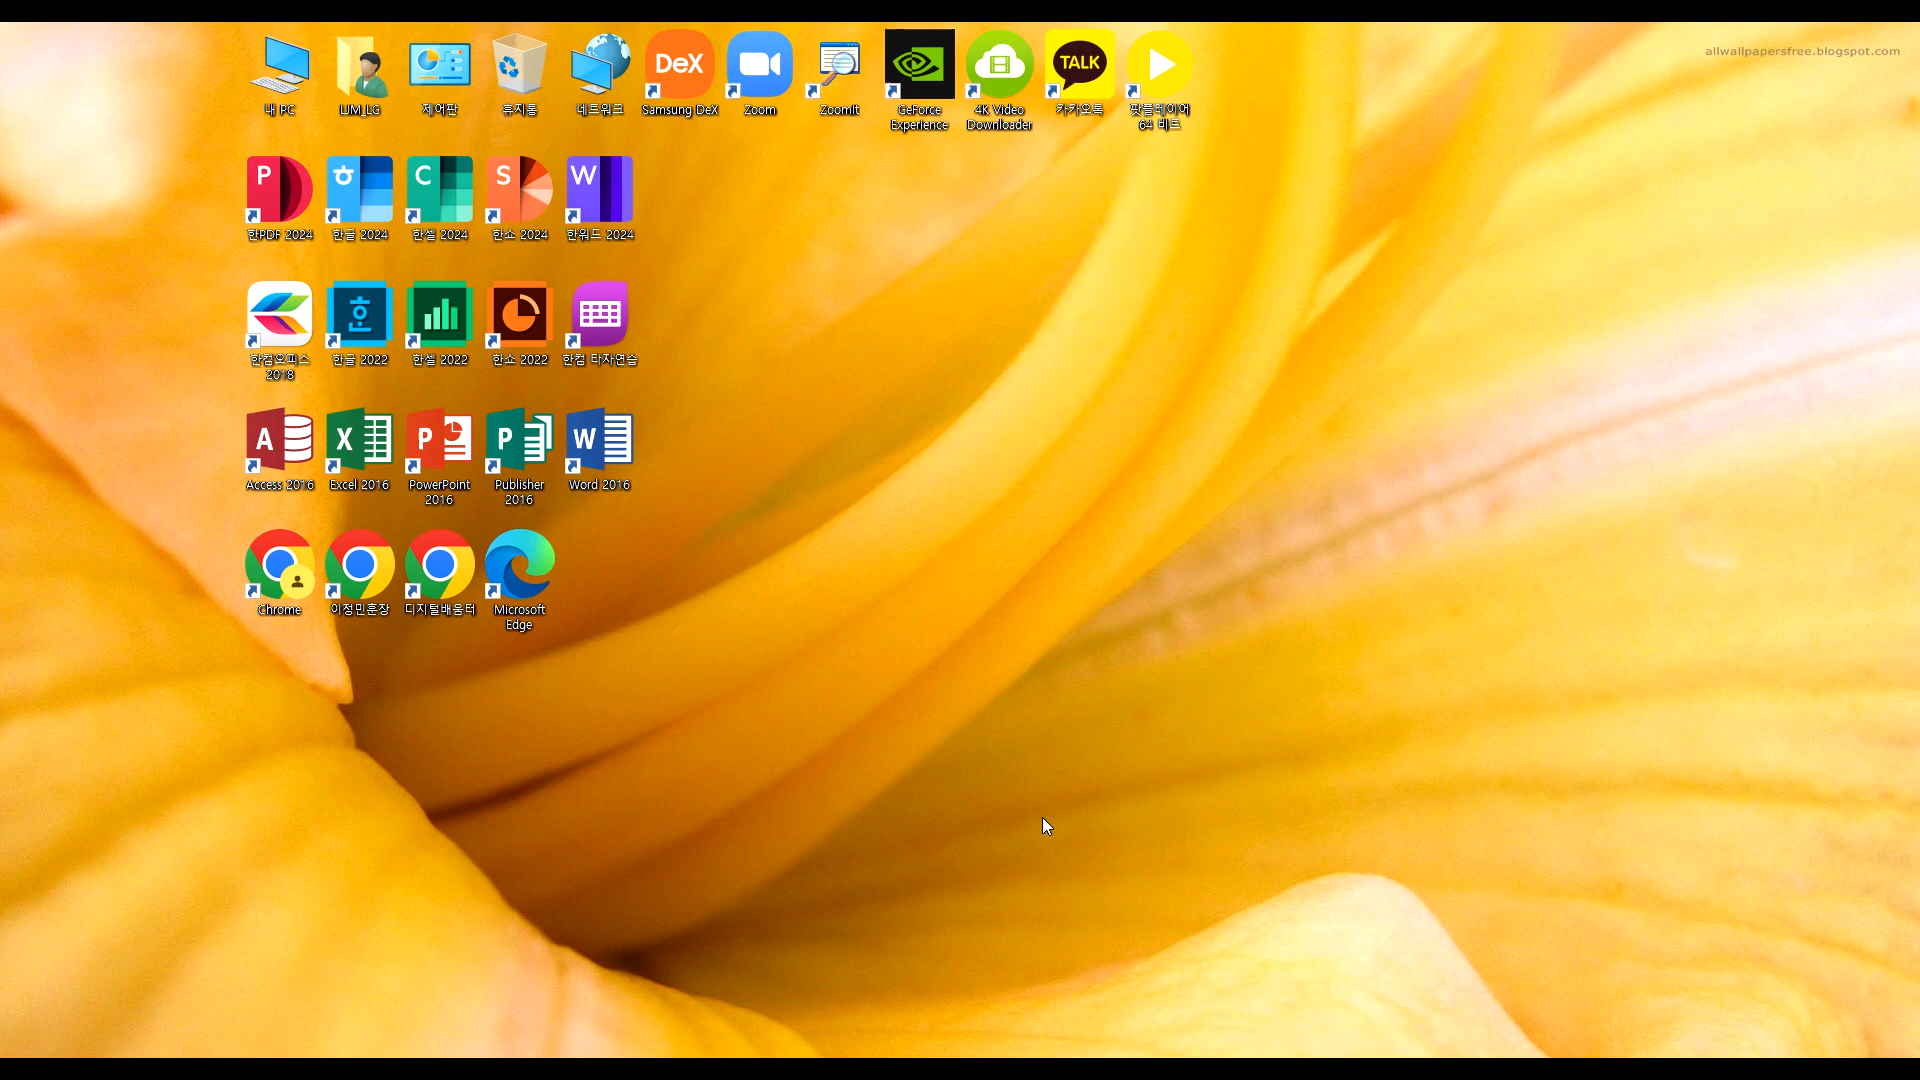 allwallpapersfree.blogspot.com
내 PC
LIM_LG
제어판
휴지통
네트워크
DeX
Samsung DeX
Zoom
ZoomIt
GeForce
Experience
4K Video
Downloader
TALK
카카오톡
팟플레이어
64 비트
P
한PDF 2024
ㅎ
한글 2024
C
한셀 2024
S
한쇼 2024
W
한워드 2024
한컴오피스
2018
훈
한글 2022
한셀 2022
한쇼 2022
한컴 타자연습
A
Access 2016
X
Excel 2016
P
PowerPoint
2016
P
Publisher
2016
W
Word 2016
Chrome
이정민훈장
디지털배움터
Microsoft
Edge